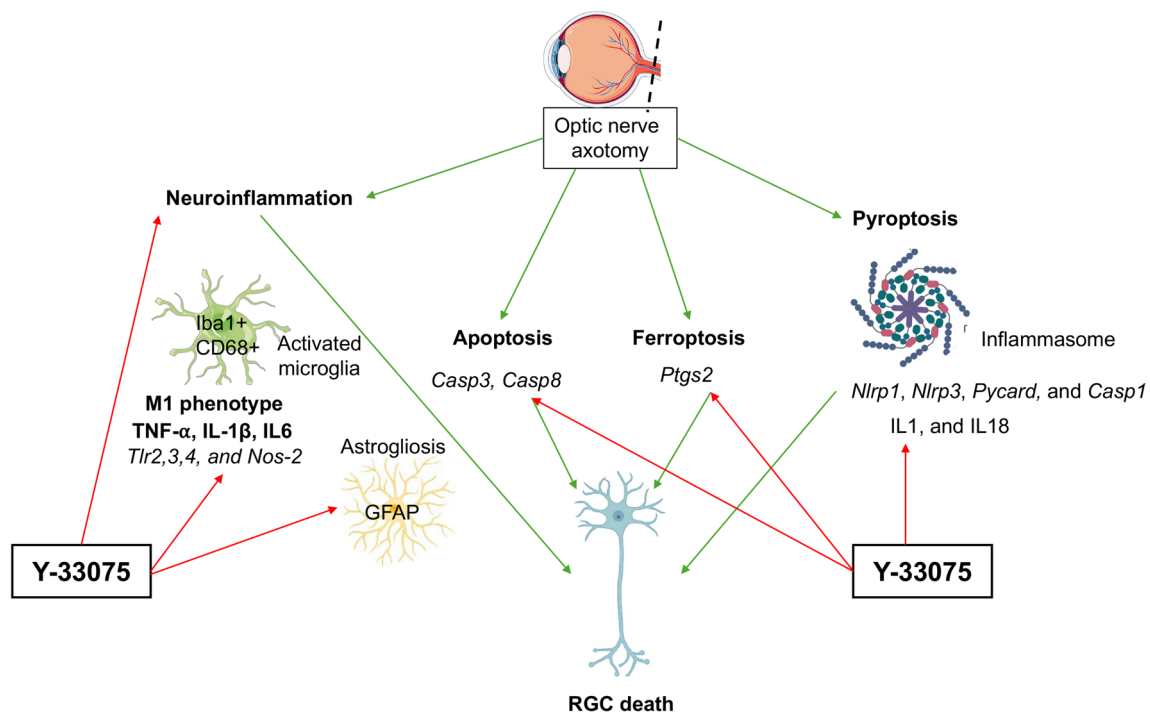 Optic nerve
axotomy
Neuroinflammation
Pyroptosis
Iba1+
CD68+
Activated
microglia
M1 phenotype
TNF-α, IL-1β, IL6
Tlr2,3,4, and Nos-2
Astrogliosis
GFAP
Apoptosis
Casp3, Casp8
Ferroptosis
Ptgs2
r
Inflammasome
Nlrp1, Nlrp3, Pycard, and Casp1
IL1, and IL18
Y-33075
Y-33075
RGC death